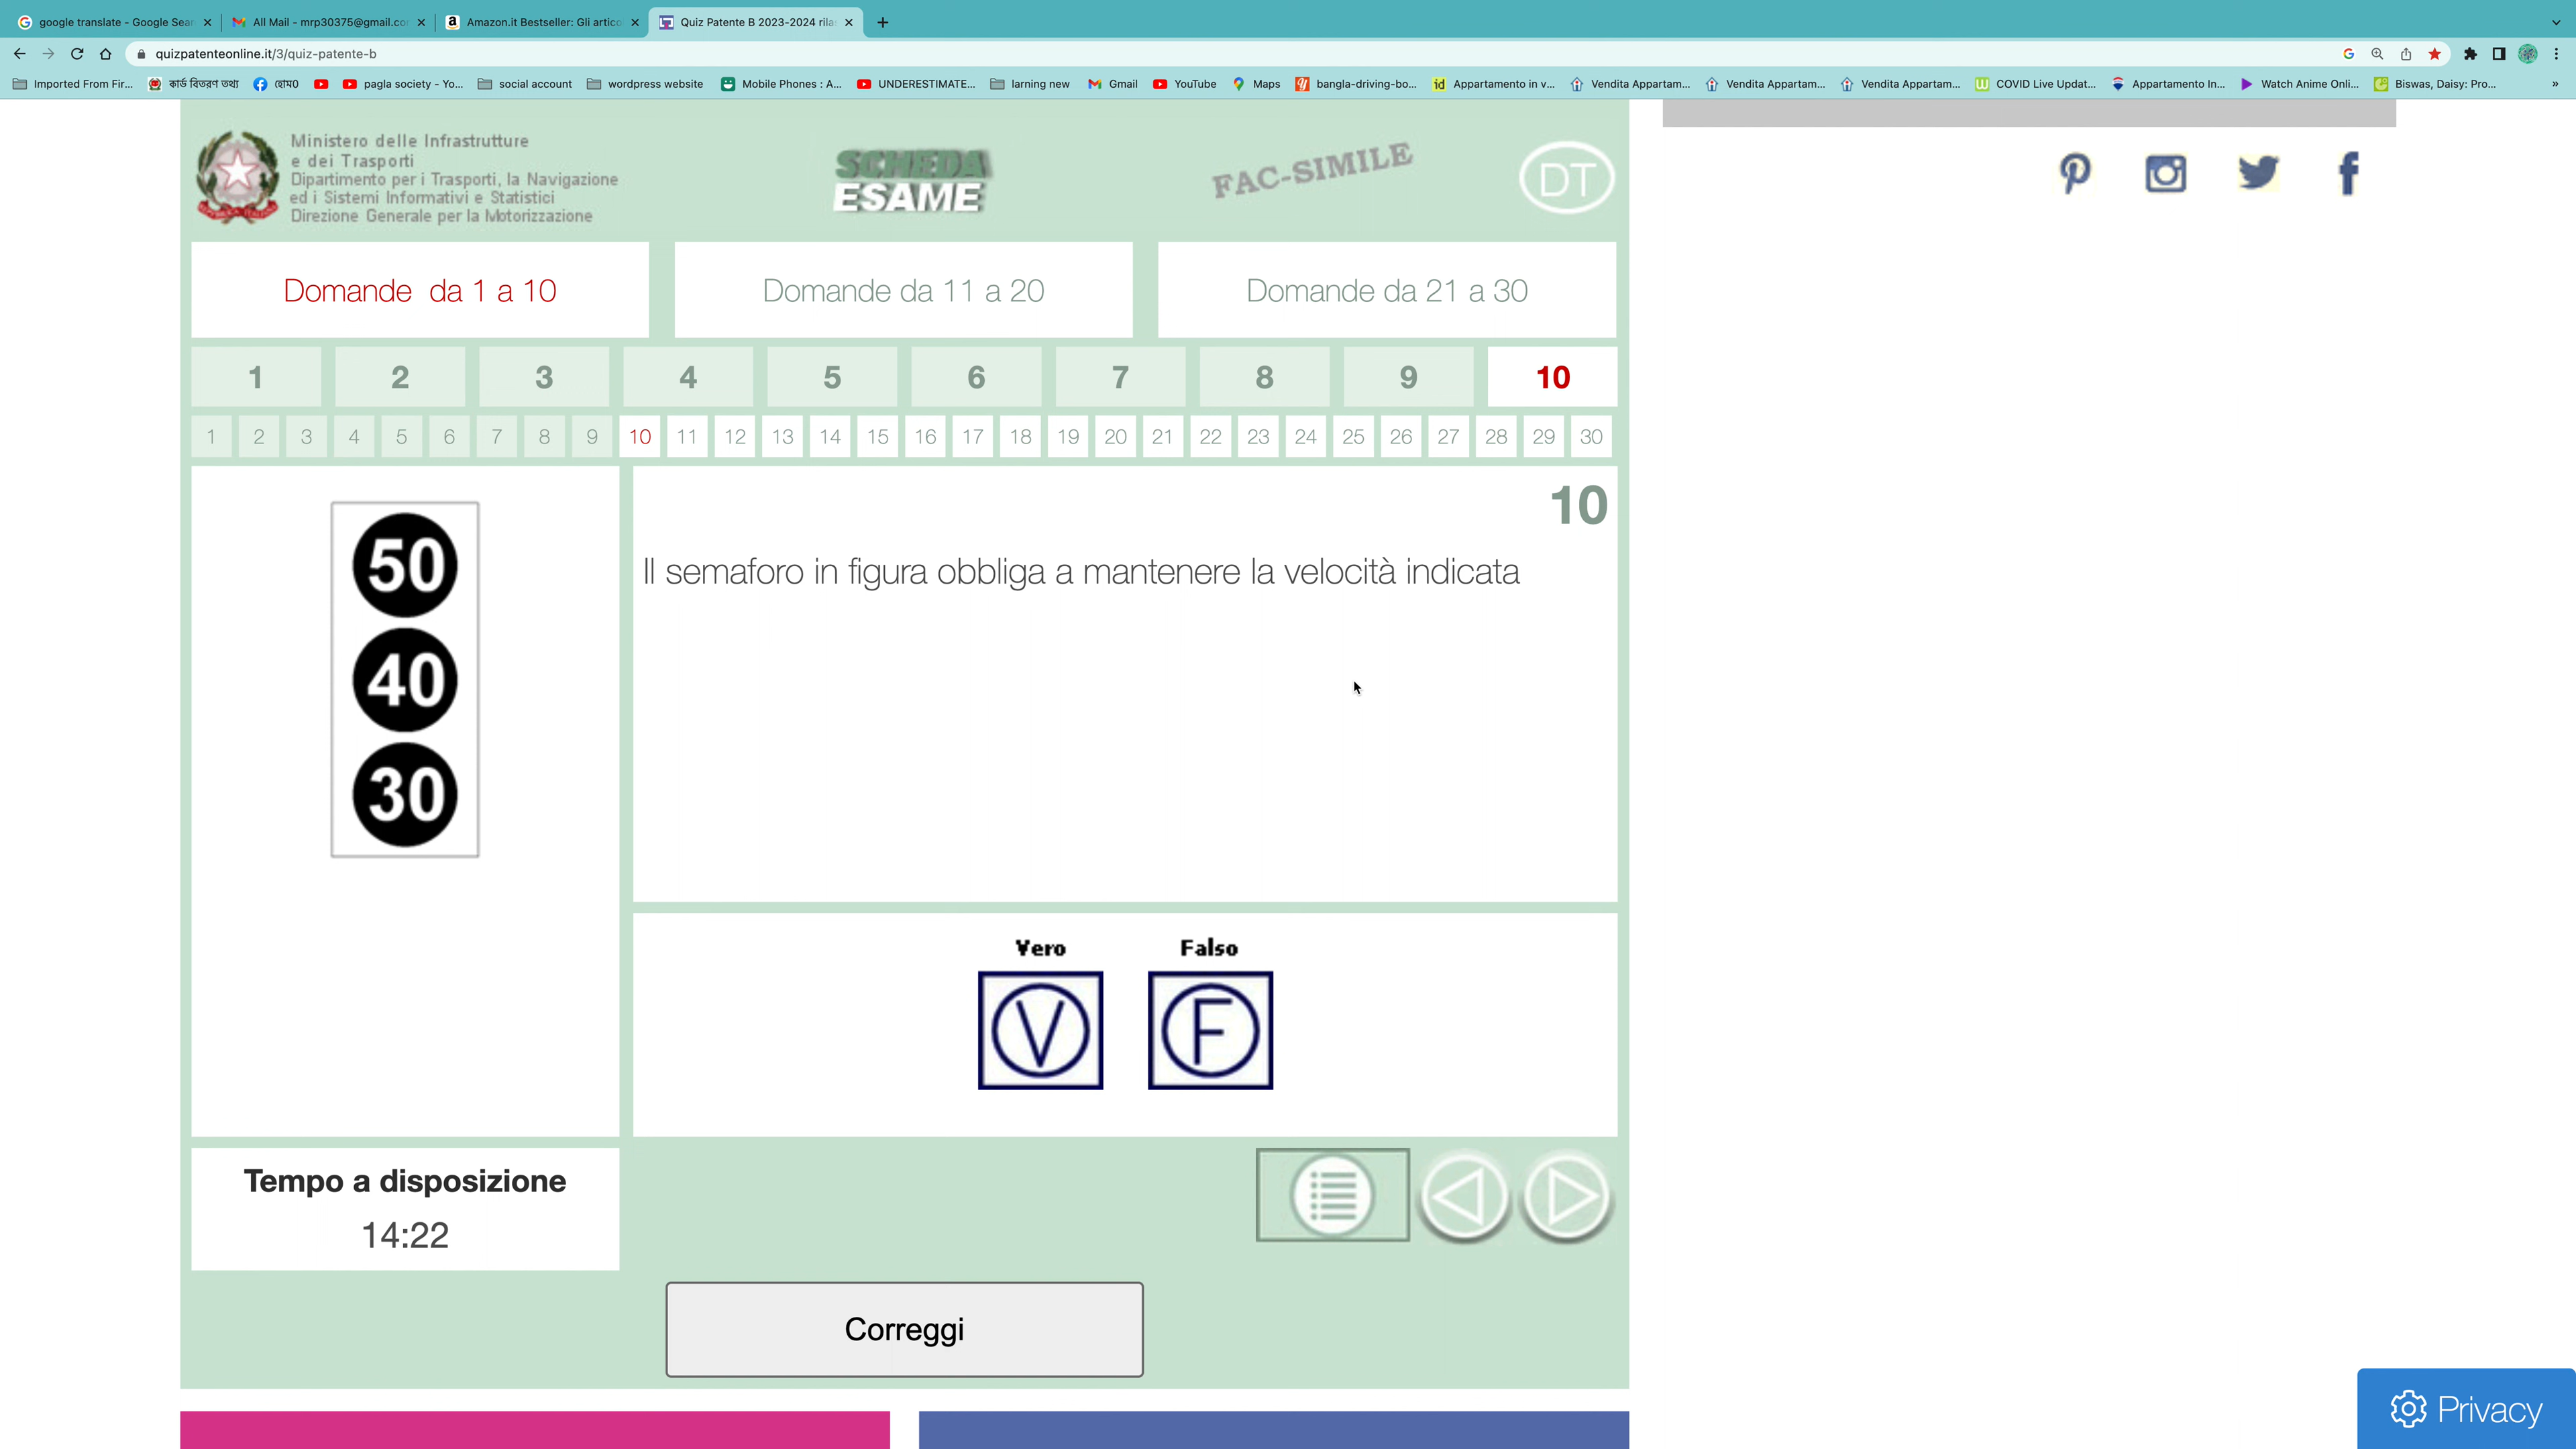 google translate - Google Sear
All Mail - mrp30375@gmail.co
Amazon.it Bestseller: Gli artico
Quiz Patente B 2023-2024 rila
quizpatenteonline.it/3/quiz-patente-b
Imported From Fir...
কার্ড বিতরণ তথ্য
হোম0
pagla society - Yo...
social account
wordpress website
Mobile Phones : A...
UNDERESTIMATE...
larning new
Gmail
YouTube
Maps
bangla-driving-bo...
Appartamento in v...
Vendita Appartam...
Vendita Appartam...
Vendita Appartam...
COVID Live Updat...
Appartamento In...
Watch Anime Onli...
Biswas, Daisy: Pro...
»
Ministero delle Infrastrutture
e dei Trasporti
Dipartimento per i Trasporti, la Navigazione
ed i Sistemi Informativi e Statistici
Direzione Generale per la Motorizzazione
SCHEDA
ESAME
FAC-SIMILE
DT
Domande da 1 a 10
Domande da 11 a 20
Domande da 21 a 30
1 2 3 4 5 6 7 8 9 10
1 2 3 4 5 6 7 8 9 10 11 12 13 14 15 16 17 18 19 20 21 22 23 24 25 26 27 28 29 30
50
40
30
10
Il semaforo in figura obbliga a mantenere la velocità indicata
Vero
Falso
V
F
Tempo a disposizione
14:22
Correggi
Privacy